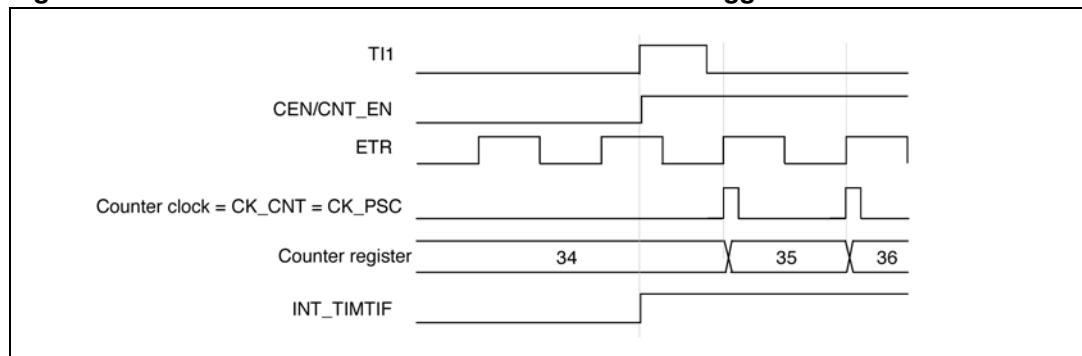 TI1
CEN/CNT_EN
ETR
Counter clock = CK_CNT = CK_PSC
Counter register 34 35 36
INT_TIMTIF